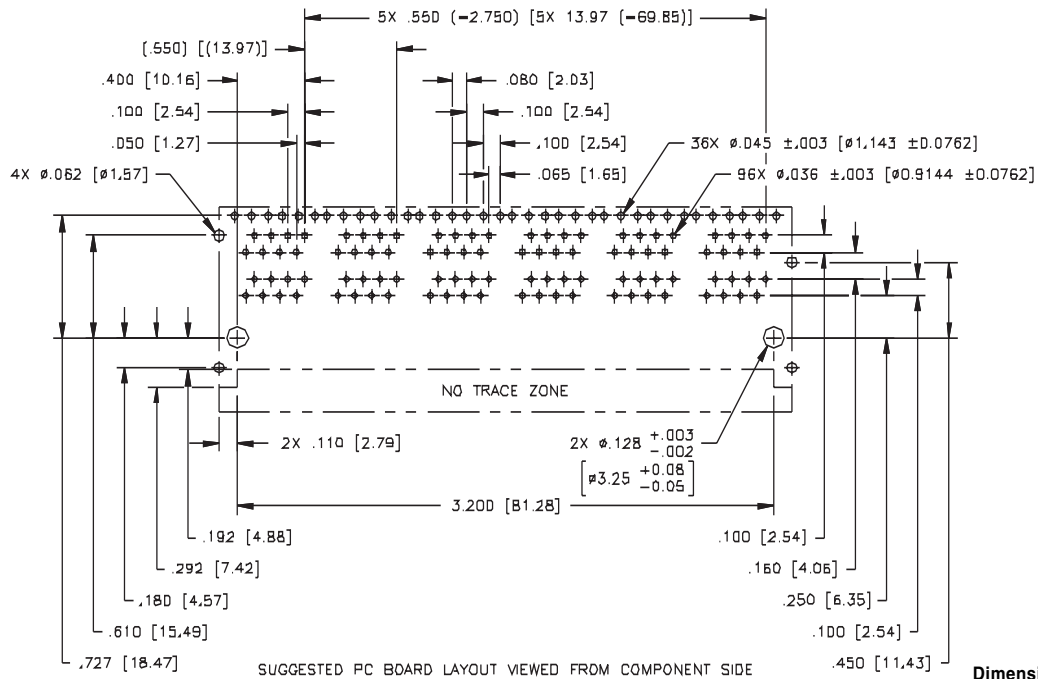 5X .550 (=2.750) [5X 13.97 (=69.85)]
(.550) [(13.97)]
.400 [10.16]
.080 [2.03]
.100 [2.54]
.100 [2.54]
.050 [1.27]
.100 [2.54]
36X ø.045 ±.003 [ø1.143 ±0.0762]
4X ø.062 [ø1.57]
.065 [1.65]
96X ø.036 ±.003 [ø0.9144 ±0.0762]
NO TRACE ZONE
2X .110 [2.79]
2X ø.128 +.003 -.002
[ø3.25 +0.08 -0.05]
3.200 [81.28]
.192 [4.88]
.100 [2.54]
.292 [7.42]
.160 [4.06]
.180 [4.57]
.250 [6.35]
.610 [15.49]
.100 [2.54]
.727 [18.47]
SUGGESTED PC BOARD LAYOUT VIEWED FROM COMPONENT SIDE
.450 [11.43]
Dimensi